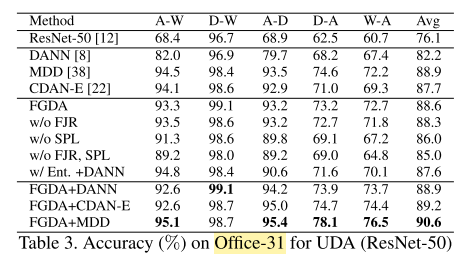 Method A-W D-W A-D D-A W-A Avg
ResNet-50 [12] 68.4 96.7 68.9 62.5 60.7 76.1
DANN [8] 82.0 96.9 79.7 68.2 67.4 82.2
MDD [38] 94.5 98.4 93.5 74.6 72.2 88.9
CDAN-E [22] 94.1 98.6 92.9 71.0 69.3 87.7
FGDA 93.3 99.1 93.2 73.2 72.7 88.6
w/o FJR 93.5 98.6 93.2 72.7 71.8 88.3
w/o SPL 91.3 98.6 89.8 69.1 67.2 86.0
w/o FJR, SPL 89.2 98.0 89.2 69.0 64.8 85.0
w/ Ent. +DANN 94.8 98.4 90.6 71.6 70.1 87.6
FGDA+DANN 92.6 99.1 94.2 73.9 73.7 88.9
FGDA+CDAN-E 92.6 98.7 95.0 74.7 74.4 89.2
FGDA+MDD 95.1 98.7 95.4 78.1 76.5 90.6
Table 3. Accuracy (%) on Office-31 for UDA (ResNet-50)